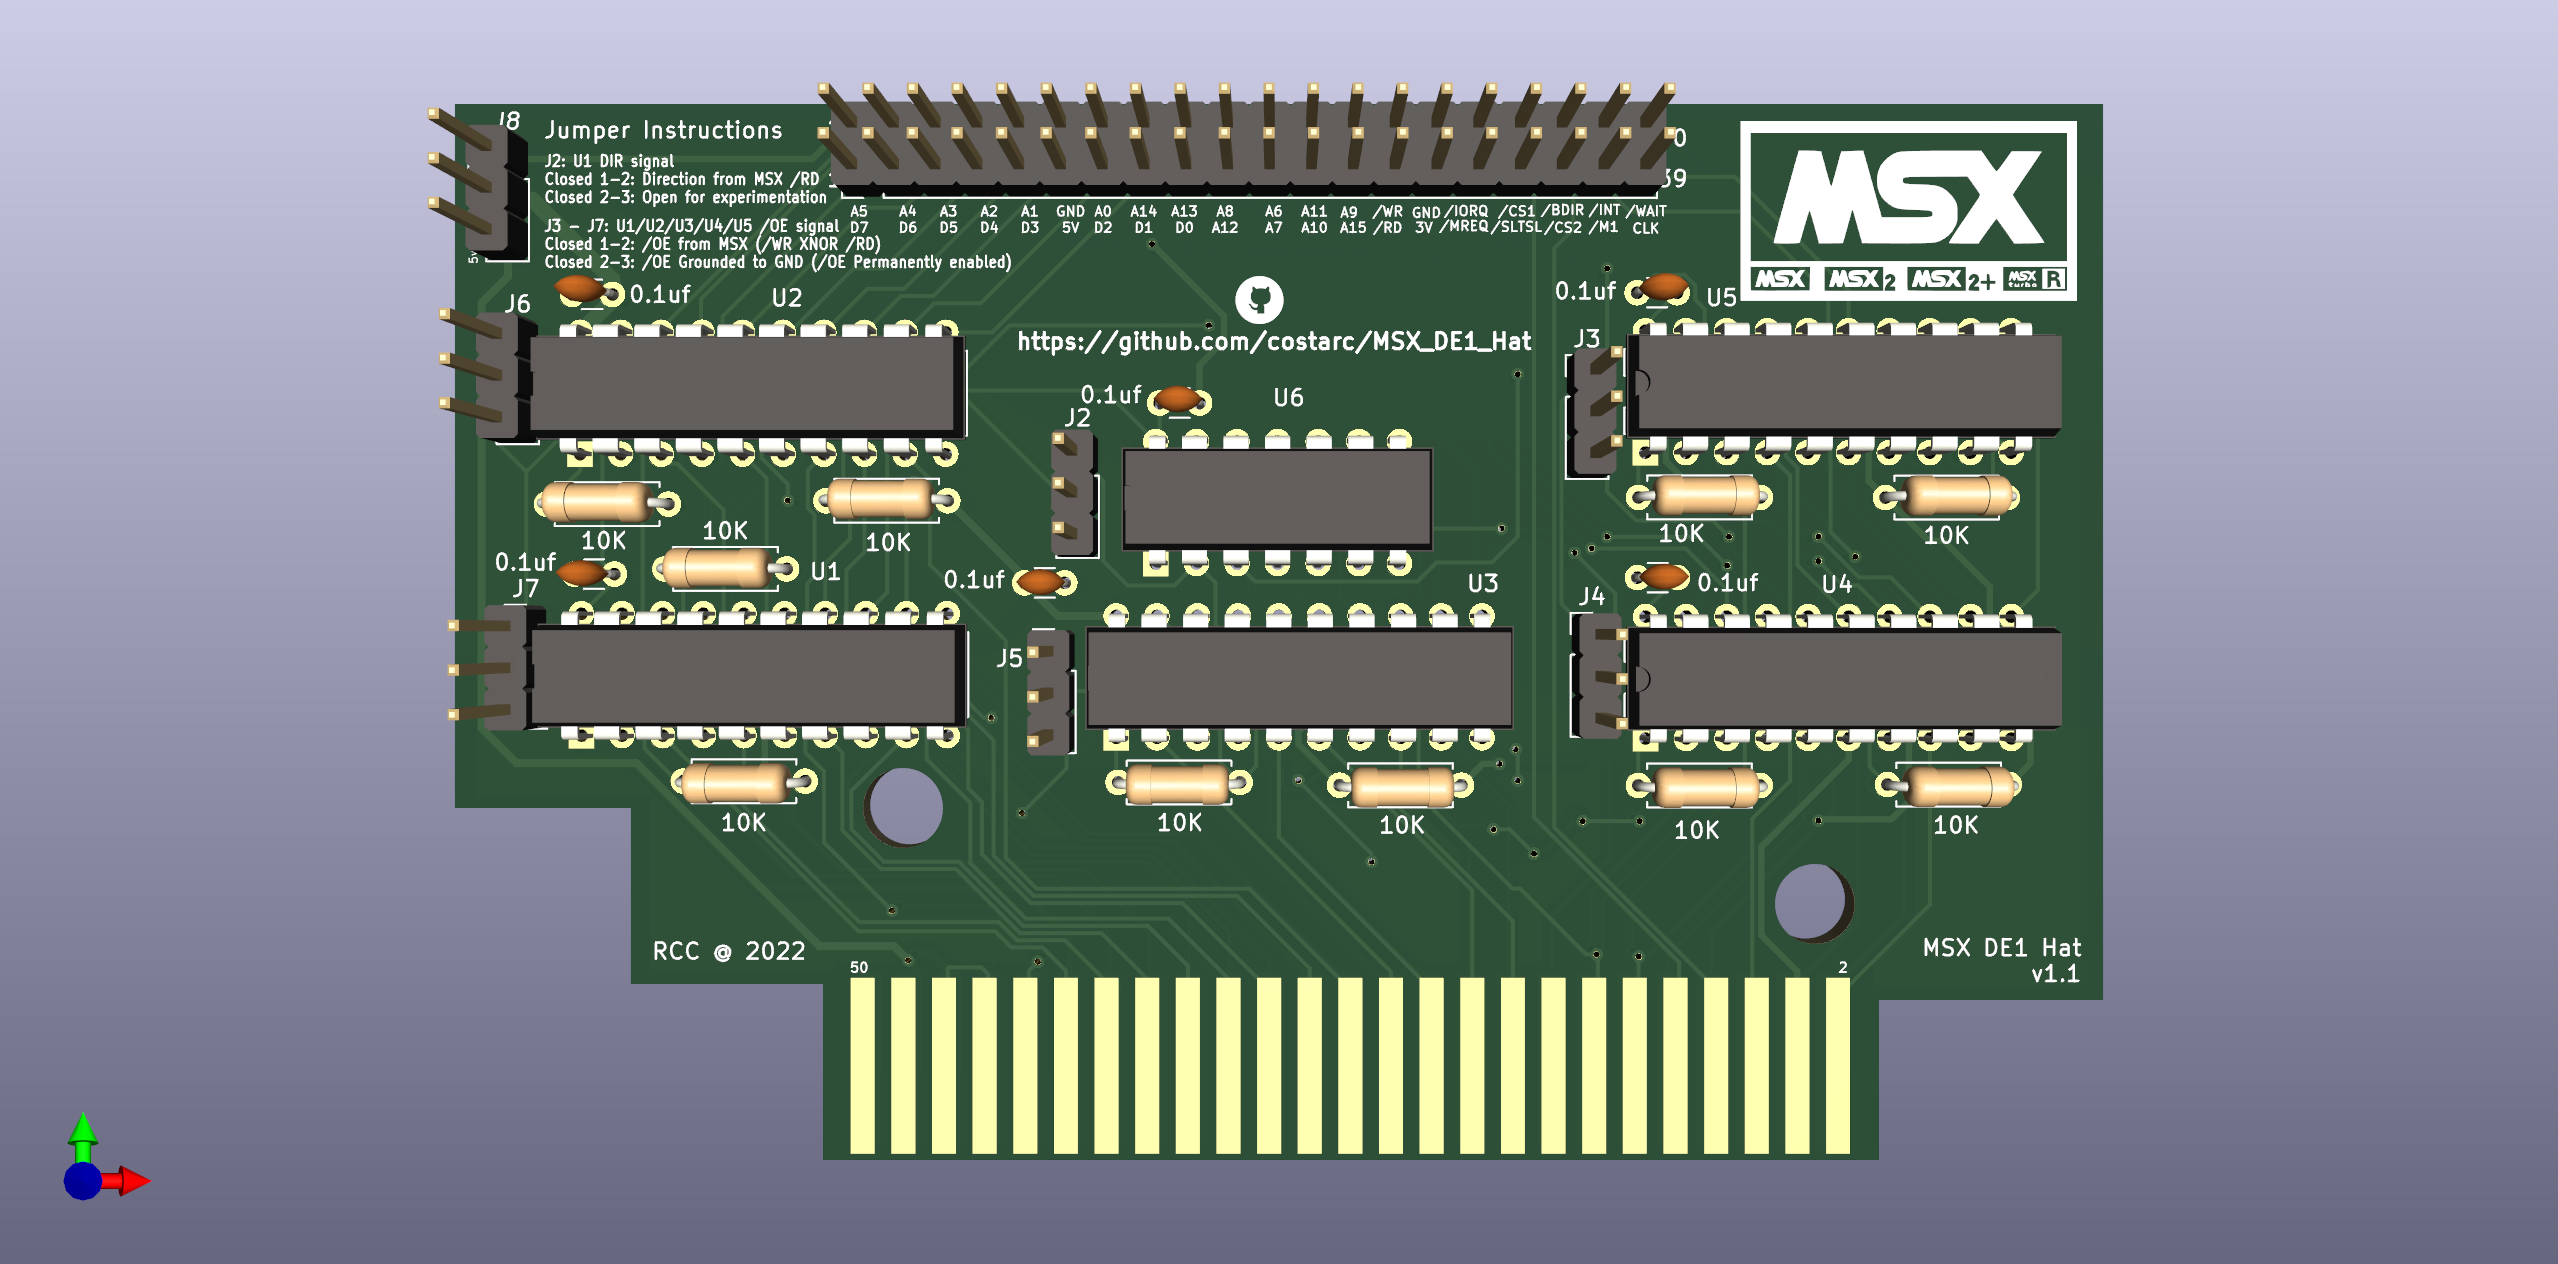 J8
Jumper Instructions
J2: U1 DIR signal
Closed 1-2: Direction from MSX /RD
Closed 2-3: Open for experimentation
J3 - J7: U1/U2/U3/U4/U5 /OE signal
Closed 1-2: /OE from MSX (/WR XNOR /RD)
Closed 2-3: /OE Grounded to GND (/OE Permanently enabled)
A5 A4 A3 A2 A1 GND A0 A14 A13 A8 A6 A11 A9 /WR GND /IORQ /CS1 /BDIR /INT /WAIT
D7 D6 D5 D4 D3 5V D2 D1 D0 A12 A7 A10 A15 /RD 3V /MREQ /SLTSL /CS2 /M1 CLK
MSX
MSX MSX 2 MSX 2+ MSX turbo R
J6
0.1uf
U2
https://github.com/costarc/MSX_DE1_Hat
0.1uf
U5
J3
0.1uf
U6
J2
10K
10K
10K
10K
10K
0.1uf
J7
U1
0.1uf
U3
0.1uf
U4
J4
J5
10K
10K
10K
10K
10K
RCC @ 2022
50
2
MSX DE1 Hat
v1.1